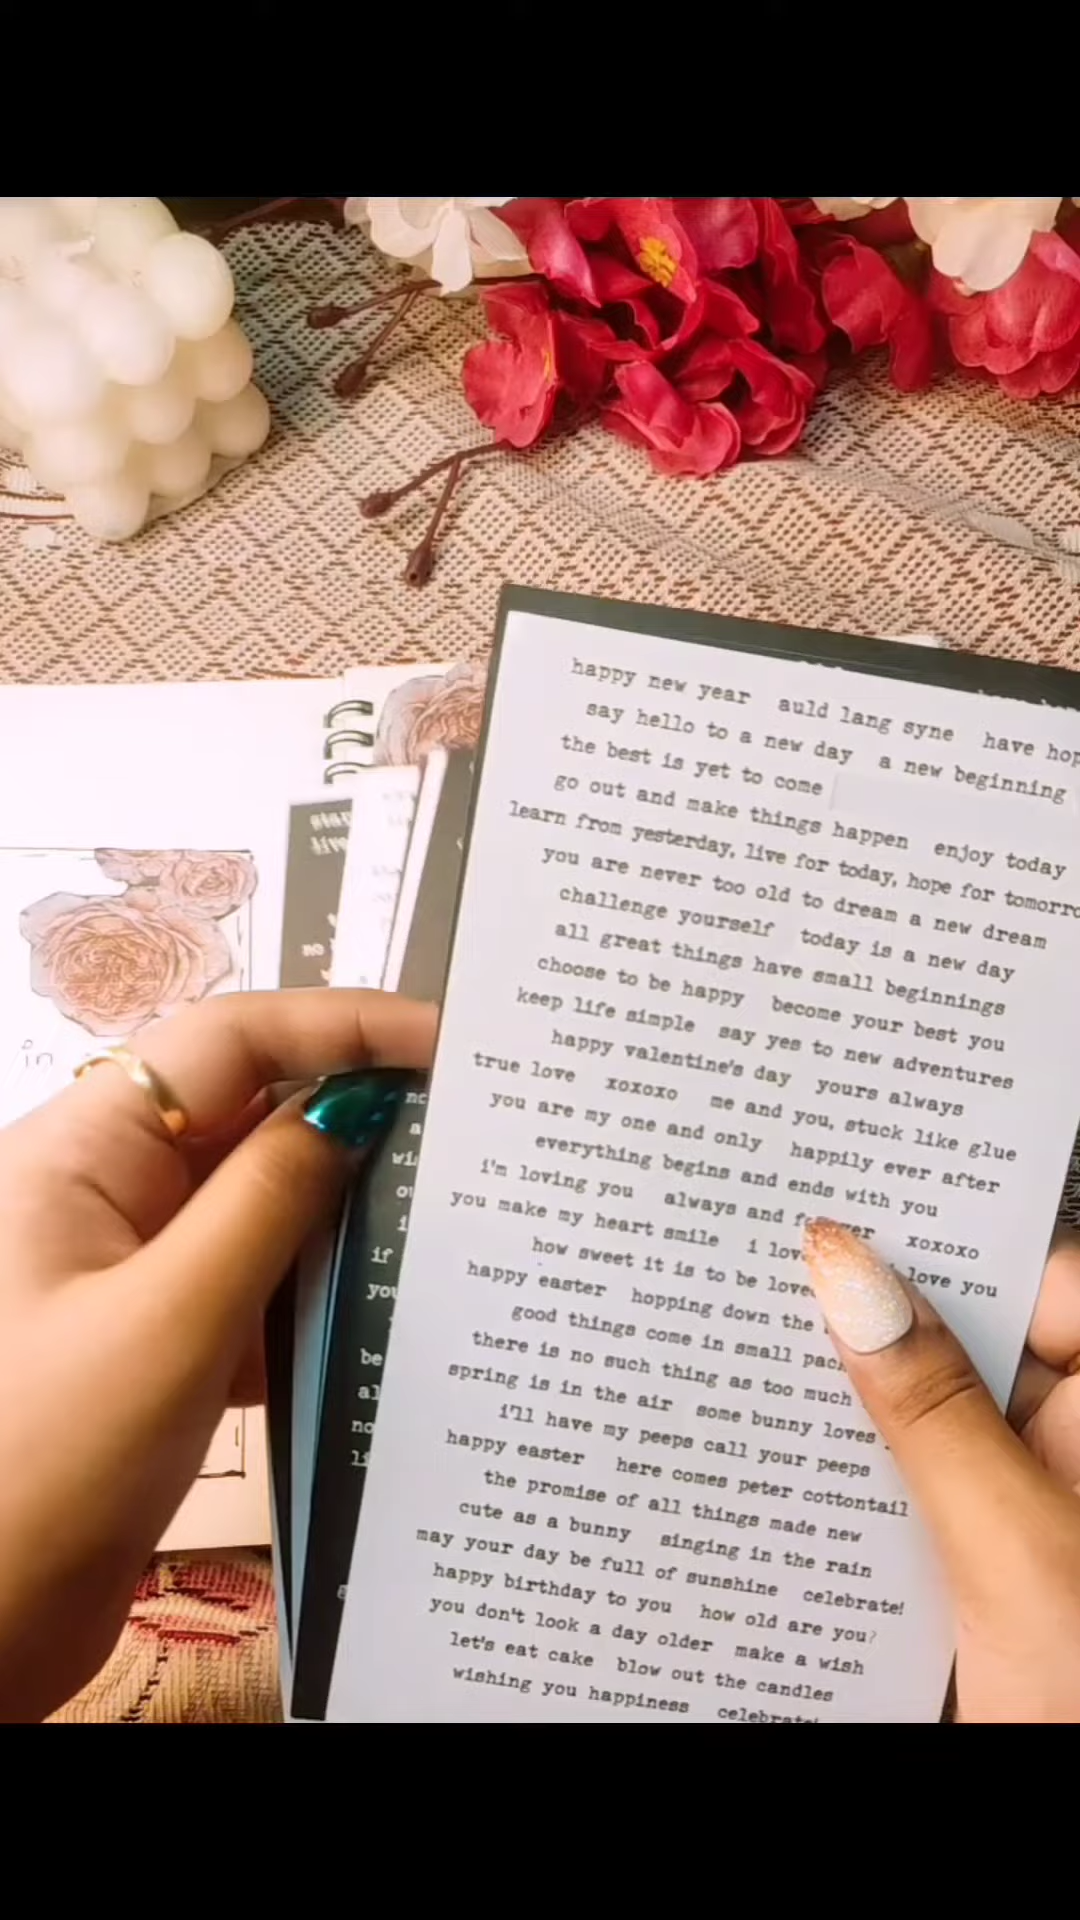 happy new year auld lang syne have
say hello to a new day a new beginning
the best is yet to come
go out and make things happen enjoy today
learn from yesterday, live for today, hope for
you are never too old to dream a new dream
challenge yourself today is a new day
all great things have small beginnings
choose to be happy become your best you
keep life simple say yes to new adventures
happy valentine's day yours always
true love xoxoxo me and you, stuck like glue
you are my one and only happily ever after
everything begins and ends with you
i'm loving you always and xoxoxo
you make my heart smile i love you
how sweet it is to be
happy easter hopping down the
good things come in small
there is no such thing as too much
spring is in the air some bunny loves
i'll have my peeps call your peeps
happy easter here comes peter cottontail
the promise of all things made new
cute as a bunny singing in the rain
may your day be full of sunshine celebrate!
happy birthday to you how old are you?
you don't look a day older make a wish
let's eat cake blow out the candles
wishing you happiness celebrate!
in
if